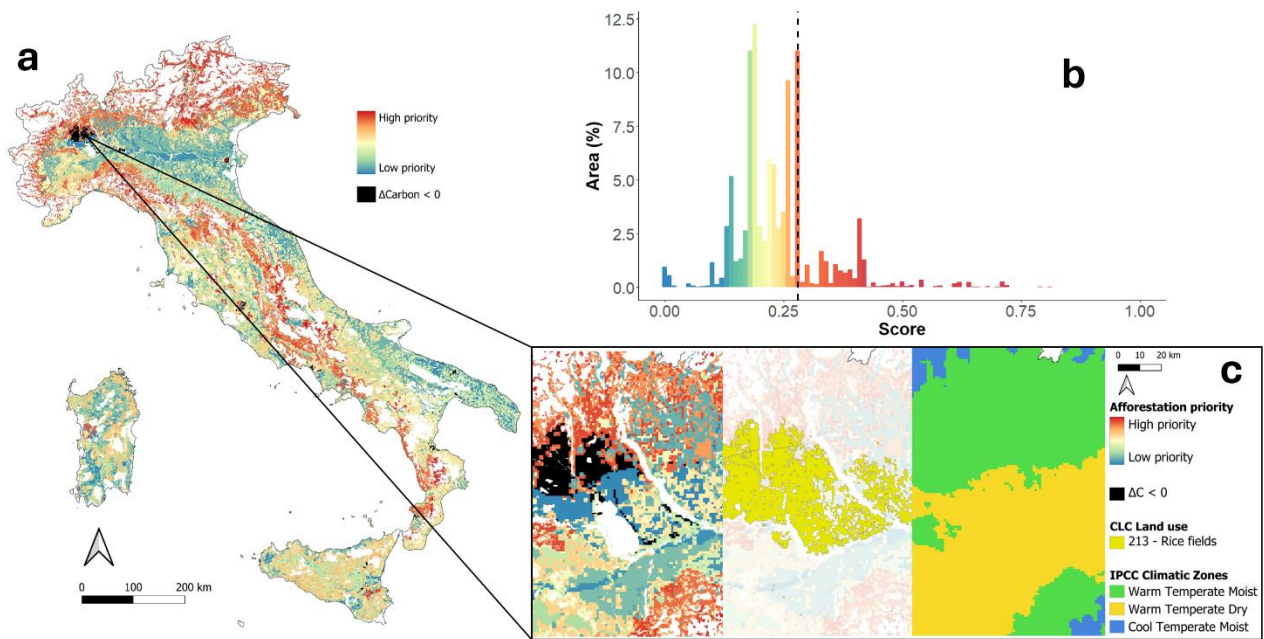 a
High priority
Low priority
ΔCarbon < 0
0 100 200 km
b
Area (%)
12.5
10.0
7.5
5.0
2.5
0.0
0.00 0.25 0.50 0.75 1.00
Score
c
0 10 20 km
Afforestation priority
High priority
Low priority
ΔC < 0
CLC Land use
213 - Rice fields
IPCC Climatic Zones
Warm Temperate Moist
Warm Temperate Dry
Cool Temperate Moist